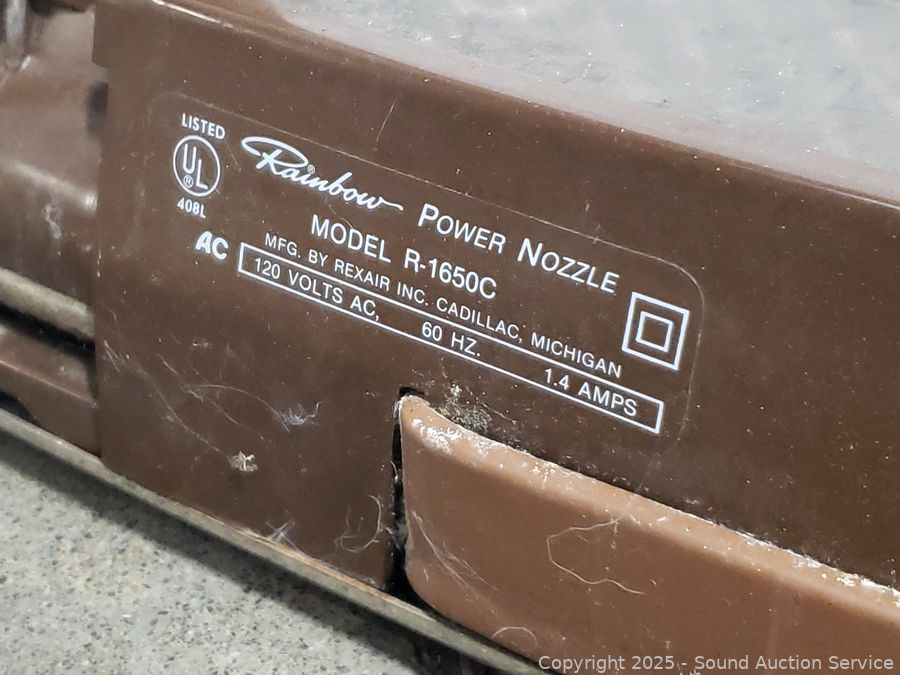 LISTED
UL
®
408L
Rainbow® POWER NOZZLE
MODEL R-1650C
MFG. BY REXAIR INC. CADILLAC, MICHIGAN
AC 120 VOLTS AC, 60 HZ. 1.4 AMPS
Copyright © 2025 - Sound Auction Service